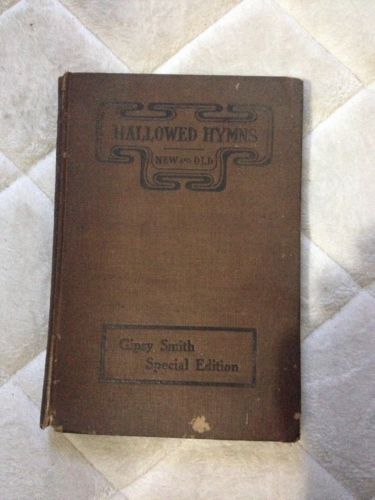 HALLOWED HYMNS
NEW AND OLD
Gipsy Smith
Special Edition